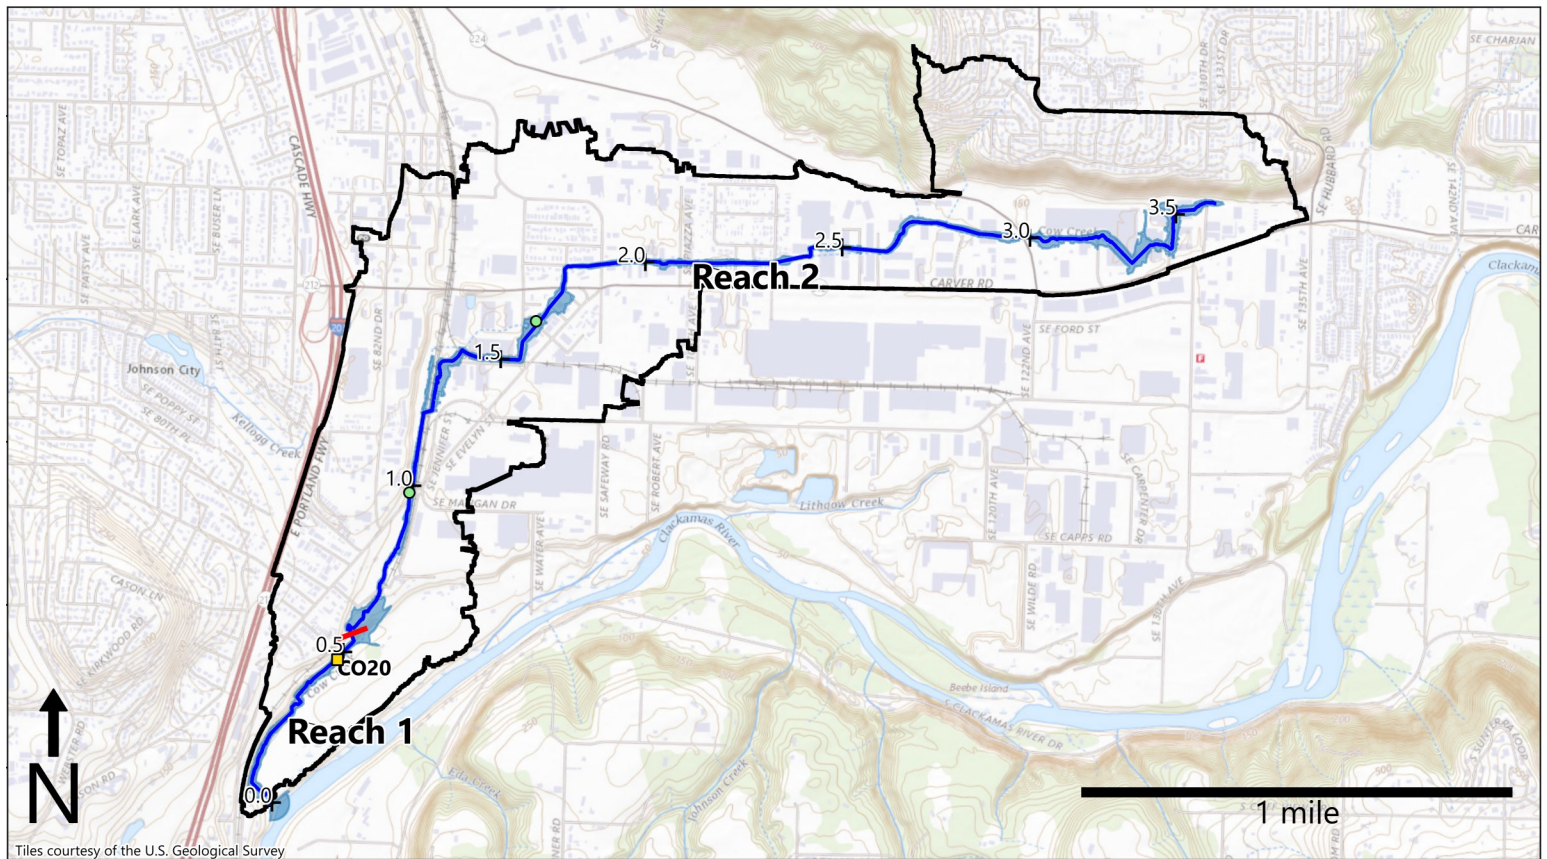 224
SE CHARJAN
SE TOPAZ AVE
CASCADE HWY
SE 130TH DR
SE 131ST DR
SE HUBBARD RD
SE 142ND AVE
SE LARK AVE
SE BUSER LN
SE PATSY AVE
160
3.5
3.0
Cow Creek
2.5
2.0
Reach 2
CARVER RD
212
SE 82ND DR
SE FORD ST
SE 122ND AVE
SE 135TH AVE
1.5
Johnson City
SE POPPY ST
SE 80TH PL
Kellogg Creek
E PORTLAND FWY
SE JENNIFER ST
SE EVELYN ST
1.0
SE MANGAN DR
SE SAFEWAY RD
SE ROBERT AVE
SE WATER AVE
Lithgow Creek
Clackamas River
SE 120TH AVE
SE CARPENTER DR
SE CAPPS RD
SE WILDE RD
SE 130TH AVE
CASON LN
SE KIRKWOOD RD
0.5
CO20
Cow C
Reach 1
0.0
Beebe Island
S CLACKAMAS RIVER DR
Eda Creek
Johnson Creek
WEBSTER RD
N
1 mile
Tiles courtesy of the U.S. Geological Survey